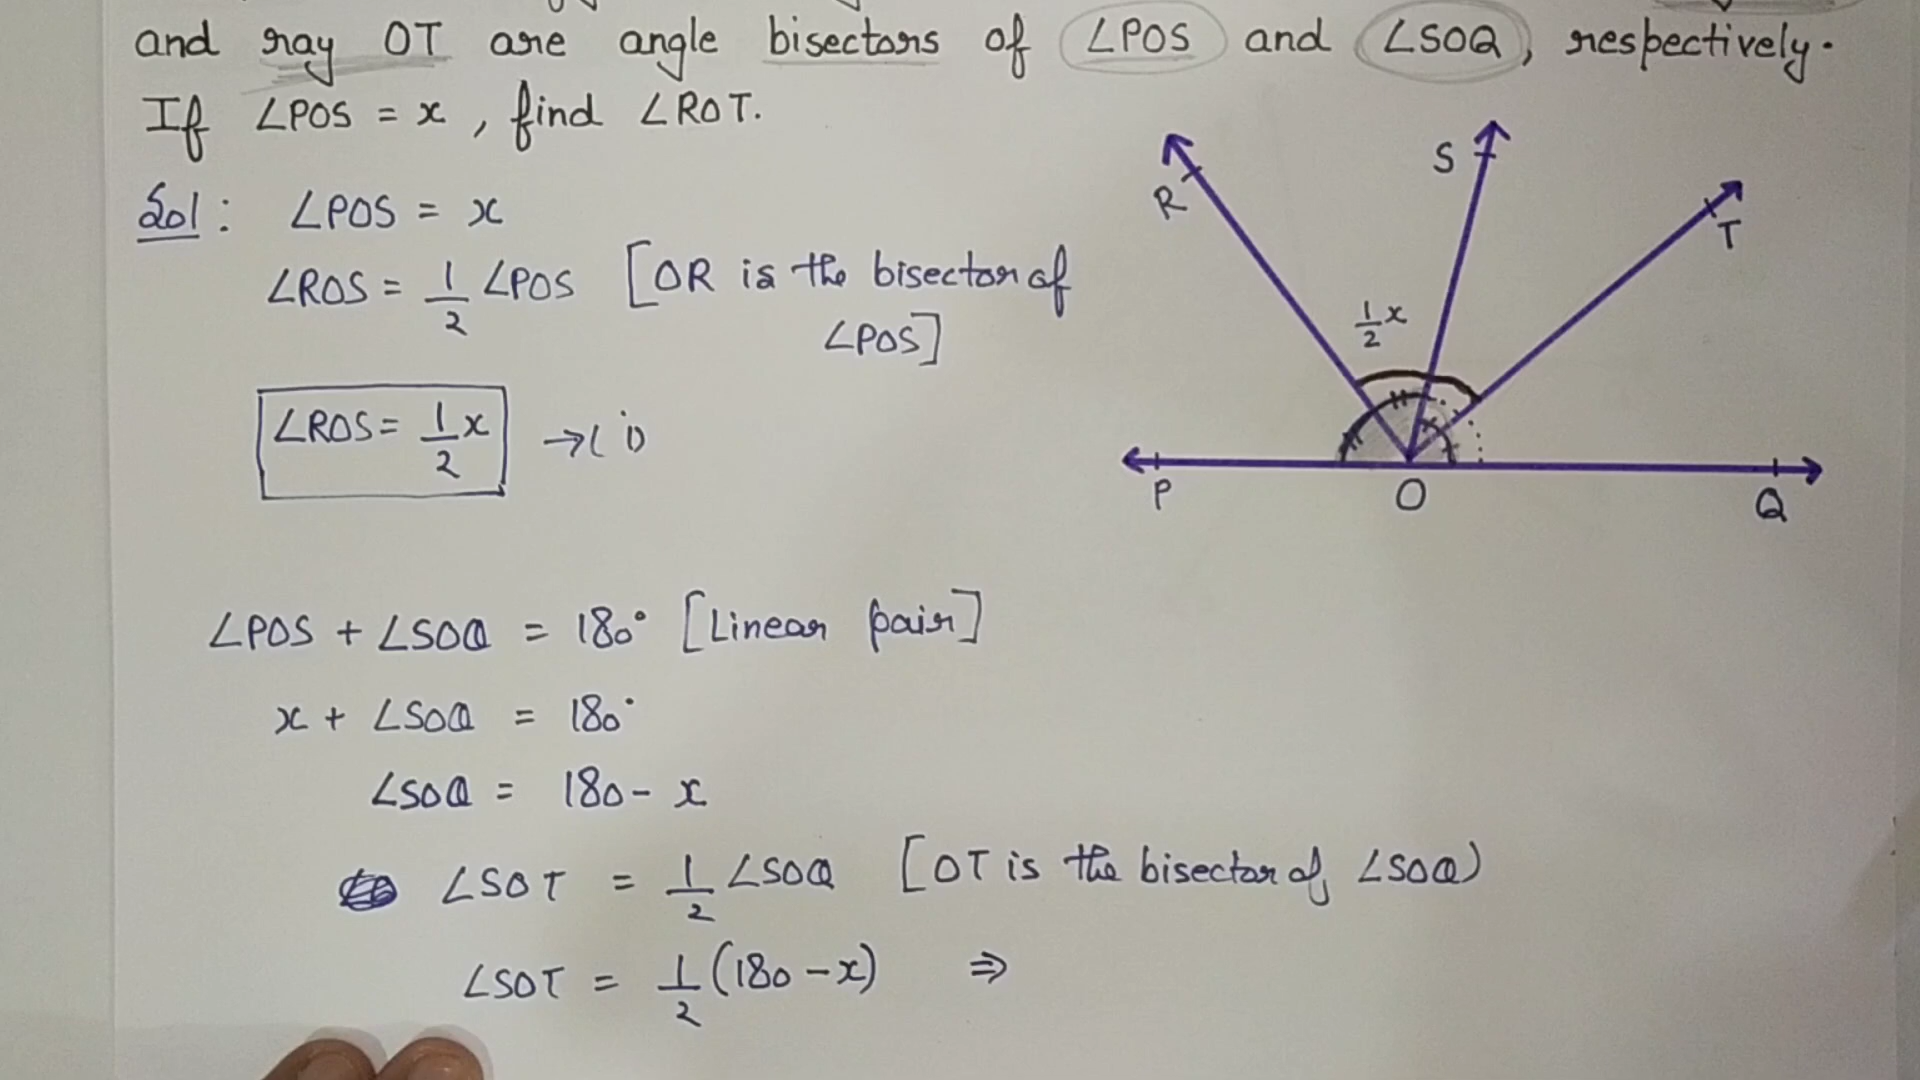 and ray OT are angle bisectors of ∠POS and ∠SOQ, respectively.
If ∠POS = x, find ∠ROT.
Sol: ∠POS = x
∠ROS = 1/2 ∠POS [OR is the bisector of
∠POS]
∠ROS = 1/2 x → (i)
∠POS + ∠SOQ = 180° [Linear pair]
x + ∠SOQ = 180°
∠SOQ = 180 - x
∠SOT = 1/2 ∠SOQ [OT is the bisector of ∠SOQ)
∠SOT = 1/2 (180 - x) ⇒
R
S
T
1/2 x
P
O
Q